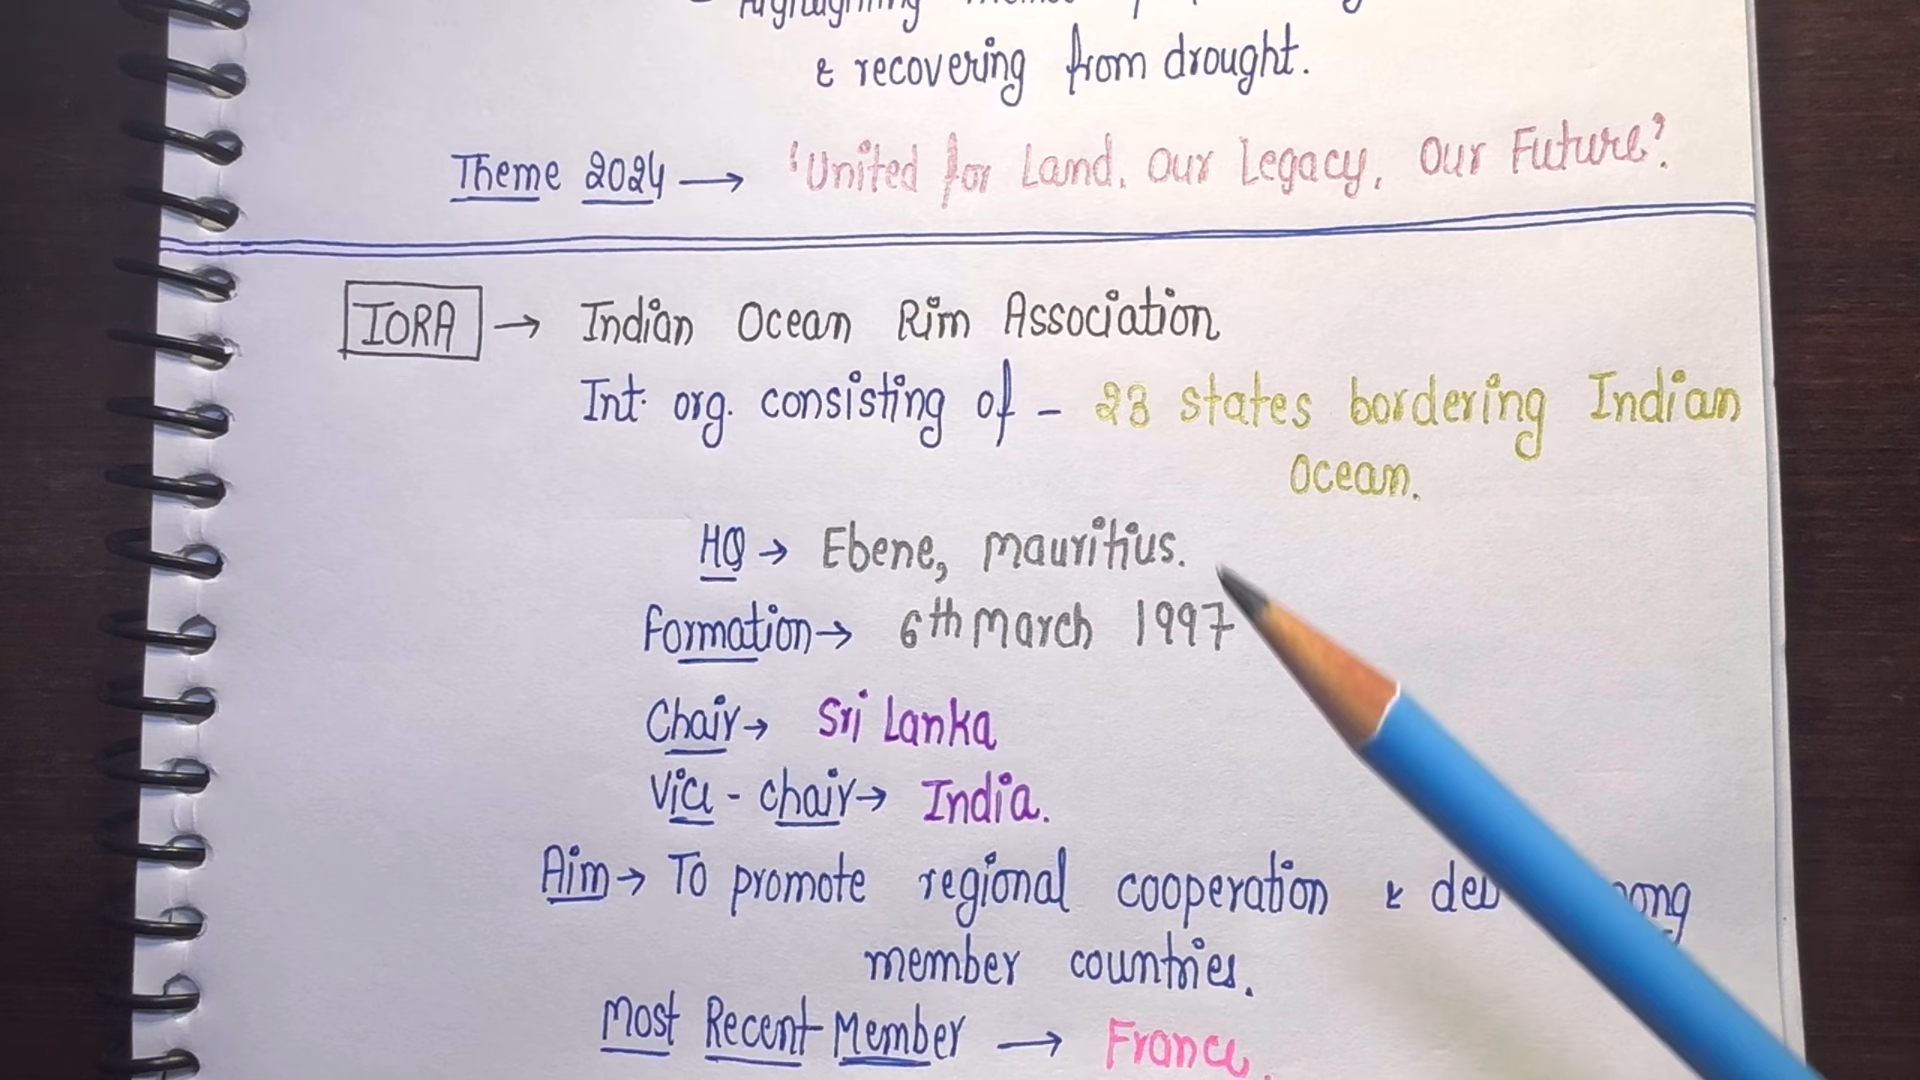 & recovering from drought.
Theme 2024 → 'United for Land. Our Legacy, Our Future'.
IORA → Indian Ocean Rim Association
Int. org. consisting of - 23 states bordering Indian
Ocean.
HQ → Ebene, Mauritius.
Formation → 6th March 1997
Chair → Sri Lanka
Vice - chair → India.
Aim → To promote regional cooperation &
member countries.
Most Recent Member → France.